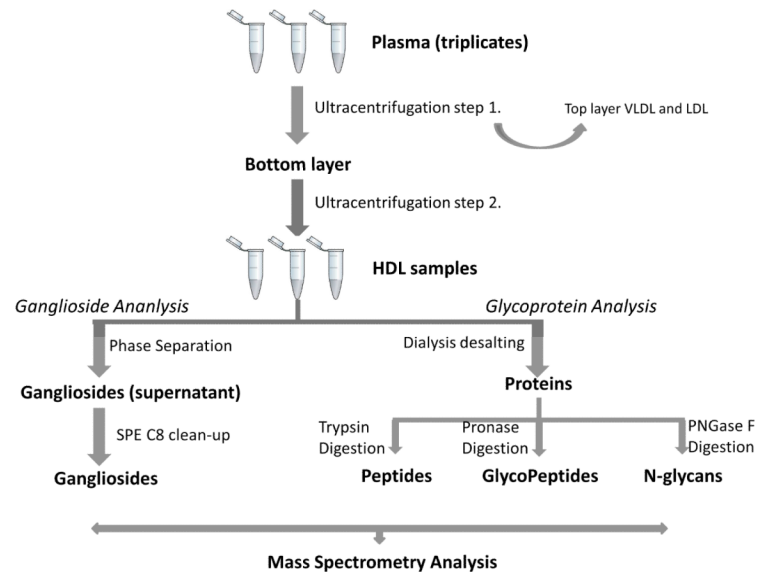 Plasma (triplicates)
Ultracentrifugation step 1.
Top layer VLDL and LDL
Bottom layer
Ultracentrifugation step 2.
HDL samples
Ganglioside Ananlysis
Glycoprotein Analysis
Phase Separation
Dialysis desalting
Gangliosides (supernatant)
Proteins
SPE C8 clean-up
Trypsin
Digestion
Pronase
Digestion
PNGase F
Digestion
Gangliosides
Peptides
GlycoPeptides
N-glycans
Mass Spectrometry Analysis